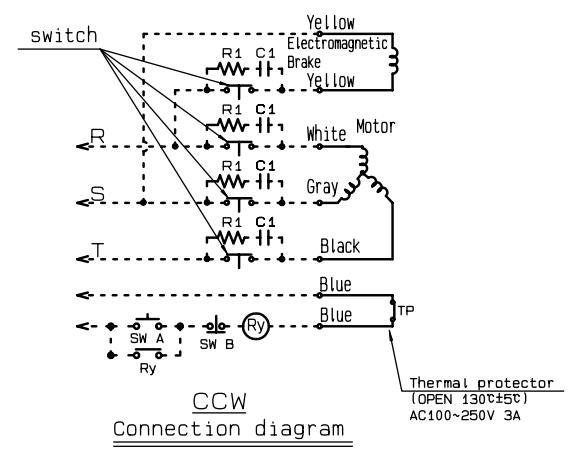 Yellow
switch
R1 C1
Electromagnetic
Brake
Yellow
R1 C1
R
White
Motor
R1 C1
S
Gray
R1 C1
T
Black
Blue
Blue
TP
SW A
Ry
SW B
Ry
Thermal protector
(OPEN 130℃±5℃)
AC100~250V 3A
CCW
Connection diagram